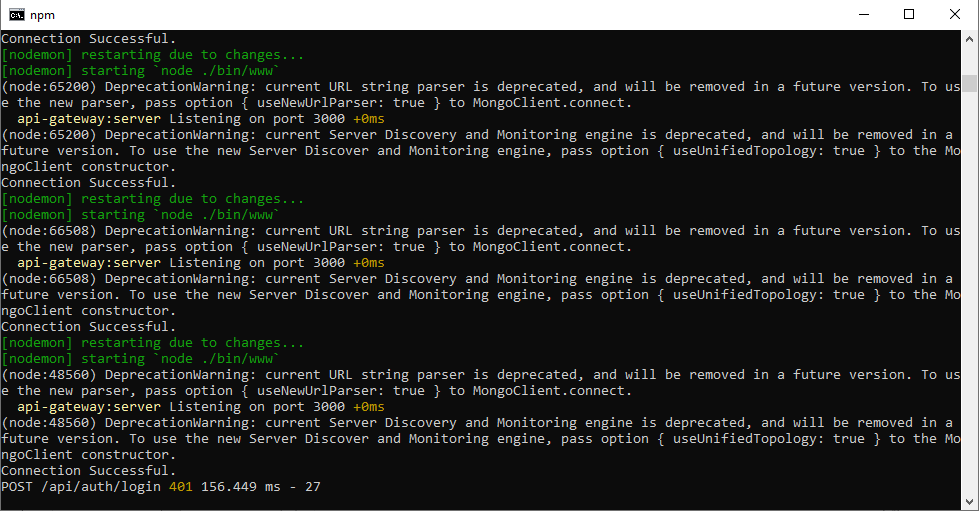 npm
Connection Successful.
[nodemon] restarting due to changes...
[nodemon] starting `node ./bin/www`
(node:65200) DeprecationWarning: current URL string parser is deprecated, and will be removed in a future version. To us
e the new parser, pass option { useNewUrlParser: true } to MongoClient.connect.
  api-gateway:server Listening on port 3000 +0ms
(node:65200) DeprecationWarning: current Server Discovery and Monitoring engine is deprecated, and will be removed in a
future version. To use the new Server Discover and Monitoring engine, pass option { useUnifiedTopology: true } to the Mo
ngoClient constructor.
Connection Successful.
[nodemon] restarting due to changes...
[nodemon] starting `node ./bin/www`
(node:66508) DeprecationWarning: current URL string parser is deprecated, and will be removed in a future version. To us
e the new parser, pass option { useNewUrlParser: true } to MongoClient.connect.
  api-gateway:server Listening on port 3000 +0ms
(node:66508) DeprecationWarning: current Server Discovery and Monitoring engine is deprecated, and will be removed in a
future version. To use the new Server Discover and Monitoring engine, pass option { useUnifiedTopology: true } to the Mo
ngoClient constructor.
Connection Successful.
[nodemon] restarting due to changes...
[nodemon] starting `node ./bin/www`
(node:48560) DeprecationWarning: current URL string parser is deprecated, and will be removed in a future version. To us
e the new parser, pass option { useNewUrlParser: true } to MongoClient.connect.
  api-gateway:server Listening on port 3000 +0ms
(node:48560) DeprecationWarning: current Server Discovery and Monitoring engine is deprecated, and will be removed in a
future version. To use the new Server Discover and Monitoring engine, pass option { useUnifiedTopology: true } to the Mo
ngoClient constructor.
Connection Successful.
POST /api/auth/login 401 156.449 ms - 27